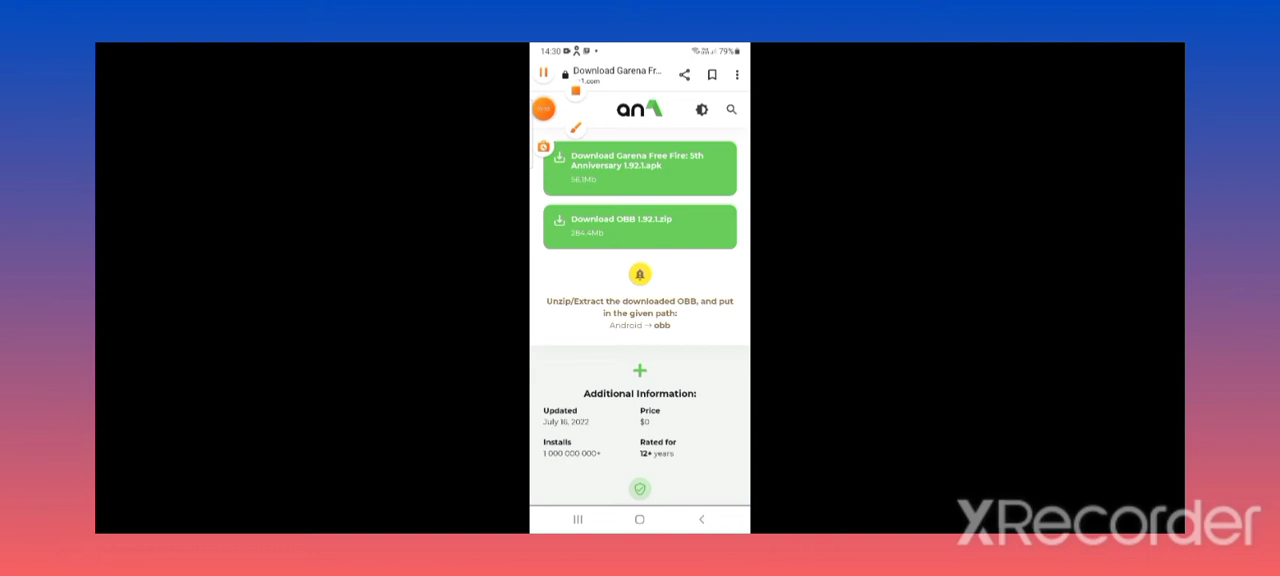 14:30
79%
Download Garena Fr...
1.com
an
Download Garena Free Fire: 5th
Anniversary 1.92.1.apk
56.1Mb
Download OBB 1.92.1.zip
284.4Mb
Unzip/Extract the downloaded OBB, and put
in the given path:
Android → obb
Additional Information:
Updated
Price
July 16, 2022
$0
Installs
Rated for
1 000 000 000+
12+ years
XRecorder